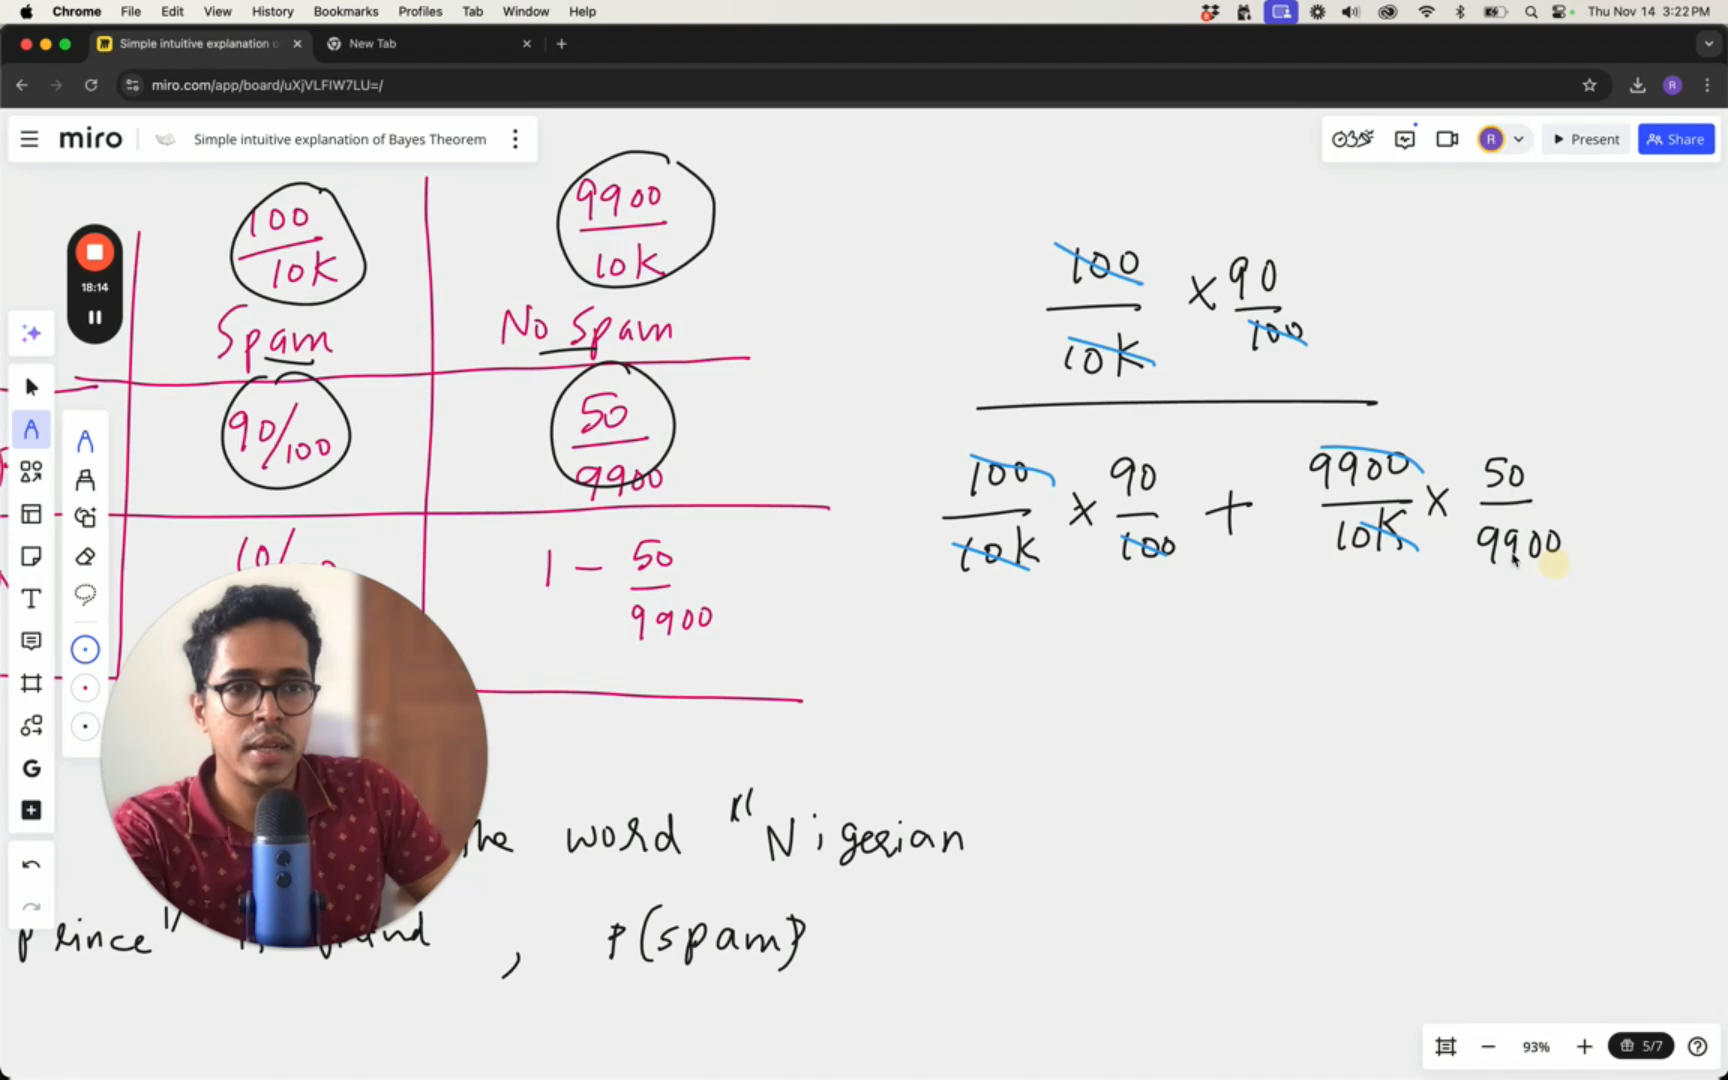 Chrome File Edit View History Bookmarks Profiles Tab Window Help
Thu Nov 14 3:22 PM
Simple intuitive explanation o
New Tab
miro.com/app/board/uXjVLFIW7LU=/
R
miro
Simple intuitive explanation of Bayes Theorem
R
Present
Share
18:14
100
10K
9900
10K
Spam
No Spam
90/100
50
9900
1 - 50
9900
100
10K
× 90
100
100
10K
× 90
100
+
9900
10K
× 50
9900
word "Nigerian
Prince"
, P(spam)
T
G
93%
5/7